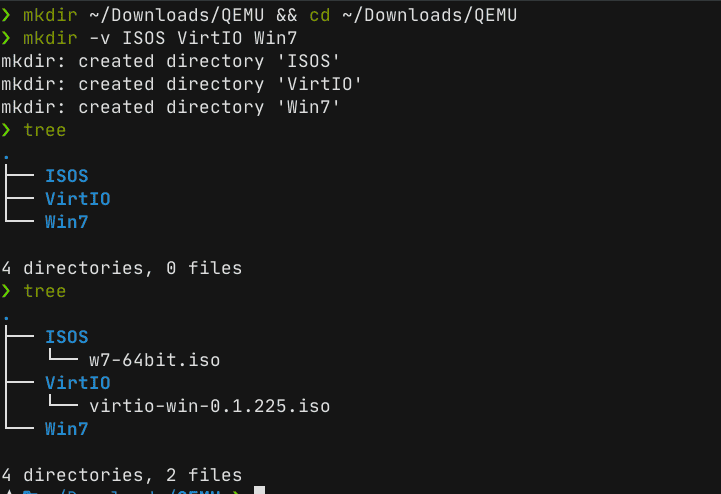 ❯ mkdir ~/Downloads/QEMU && cd ~/Downloads/QEMU
❯ mkdir -v ISOS VirtIO Win7
mkdir: created directory 'ISOS'
mkdir: created directory 'VirtIO'
mkdir: created directory 'Win7'
❯ tree
.
├── ISOS
├── VirtIO
└── Win7
4 directories, 0 files
❯ tree
.
├── ISOS
│   └── w7-64bit.iso
├── VirtIO
│   └── virtio-win-0.1.225.iso
└── Win7
4 directories, 2 files
~/Downloads/QEMU ❯